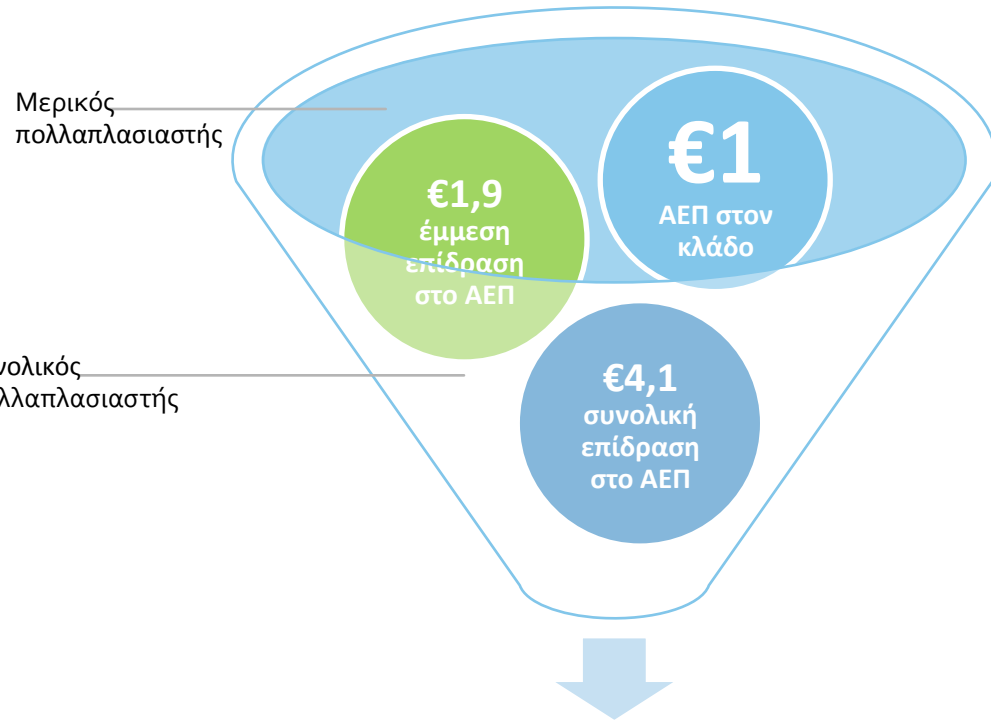 Μερικός
πολλαπλασιαστής
€1
ΑΕΠ στον
κλάδο
€1,9
έμμεση
επίδραση
στο ΑΕΠ
νολικός
λλαπλασιαστής
€4,1
συνολική
επίδραση
στο ΑΕΠ